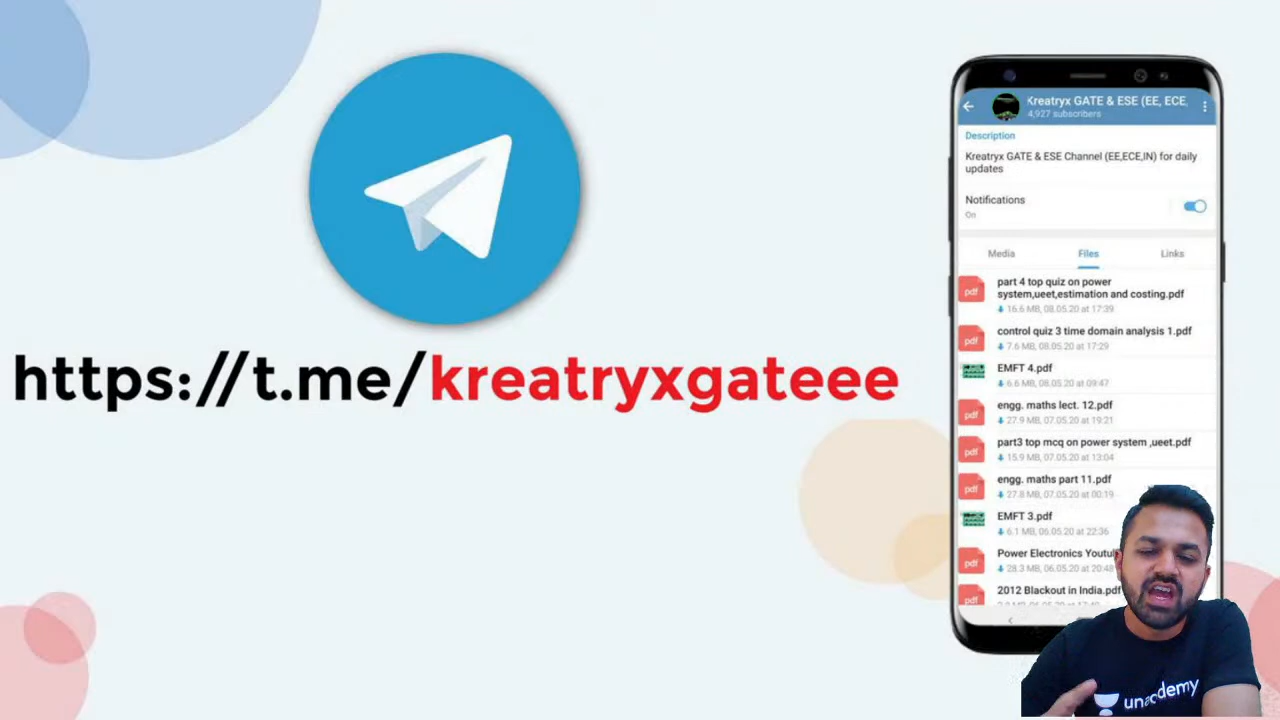 https://t.me/kreatryxgateee
Kreatryx GATE & ESE (EE, ECE,
4,927 subscribers
Description
Kreatryx GATE & ESE Channel (EE,ECE,IN) for daily
updates
Notifications
On
Media Files Links
pdf
part 4 top quiz on power
system,ueet,estimation and costing.pdf
16.6 MB, 08.05.20 at 17:39
pdf
control quiz 3 time domain analysis 1.pdf
7.6 MB, 08.05.20 at 17:29
EMFT 4.pdf
6.6 MB, 08.05.20 at 09:47
pdf
engg. maths lect. 12.pdf
27.9 MB, 07.05.20 at 19:21
pdf
part3 top mcq on power system ,ueet.pdf
15.9 MB, 07.05.20 at 13:04
pdf
engg. maths part 11.pdf
27.8 MB, 07.05.20 at 00:19
EMFT 3.pdf
6.1 MB, 06.05.20 at 22:36
pdf
Power Electronics
28.3 MB, 06.05.20 at 20:48
pdf
2012 Blackout in India.pdf
unacademy